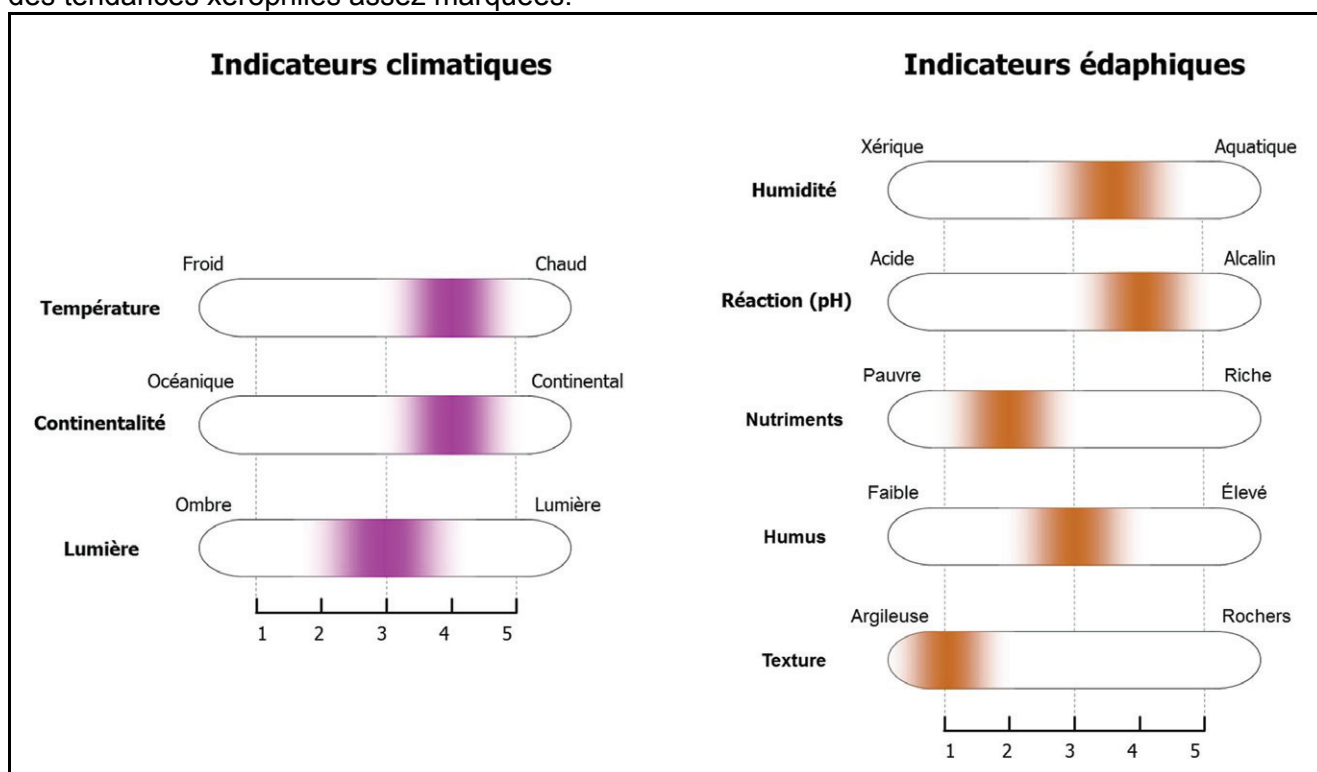 des tendances xérophiles assez marquées.
Indicateurs climatiques
Froid
Chaud
Température
Océanique
Continental
Continentalité
Ombre
Lumière
Lumière
1 2 3 4 5
Indicateurs édaphiques
Xérique
Aquatique
Humidité
Acide
Alcalin
Réaction (pH)
Pauvre
Riche
Nutriments
Faible
Élevé
Humus
Argileuse
Rochers
Texture
1 2 3 4 5